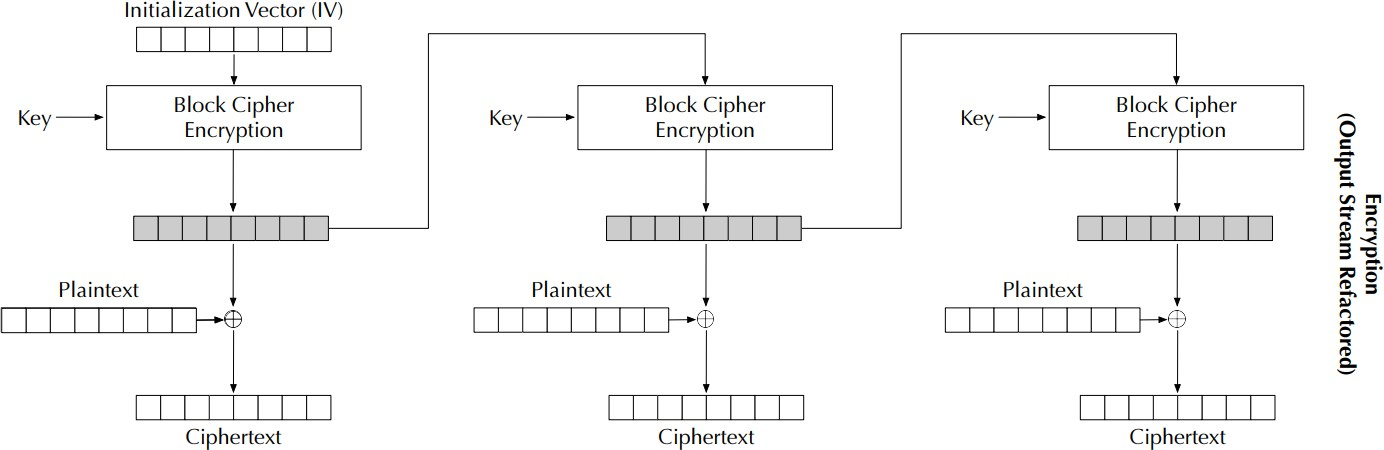 Initialization Vector (IV)
Key
Block Cipher
Encryption
Key
Block Cipher
Encryption
Key
Block Cipher
Encryption
Plaintext
Plaintext
Plaintext
Ciphertext
Ciphertext
Ciphertext
Encryption
(Output Stream Refactored)